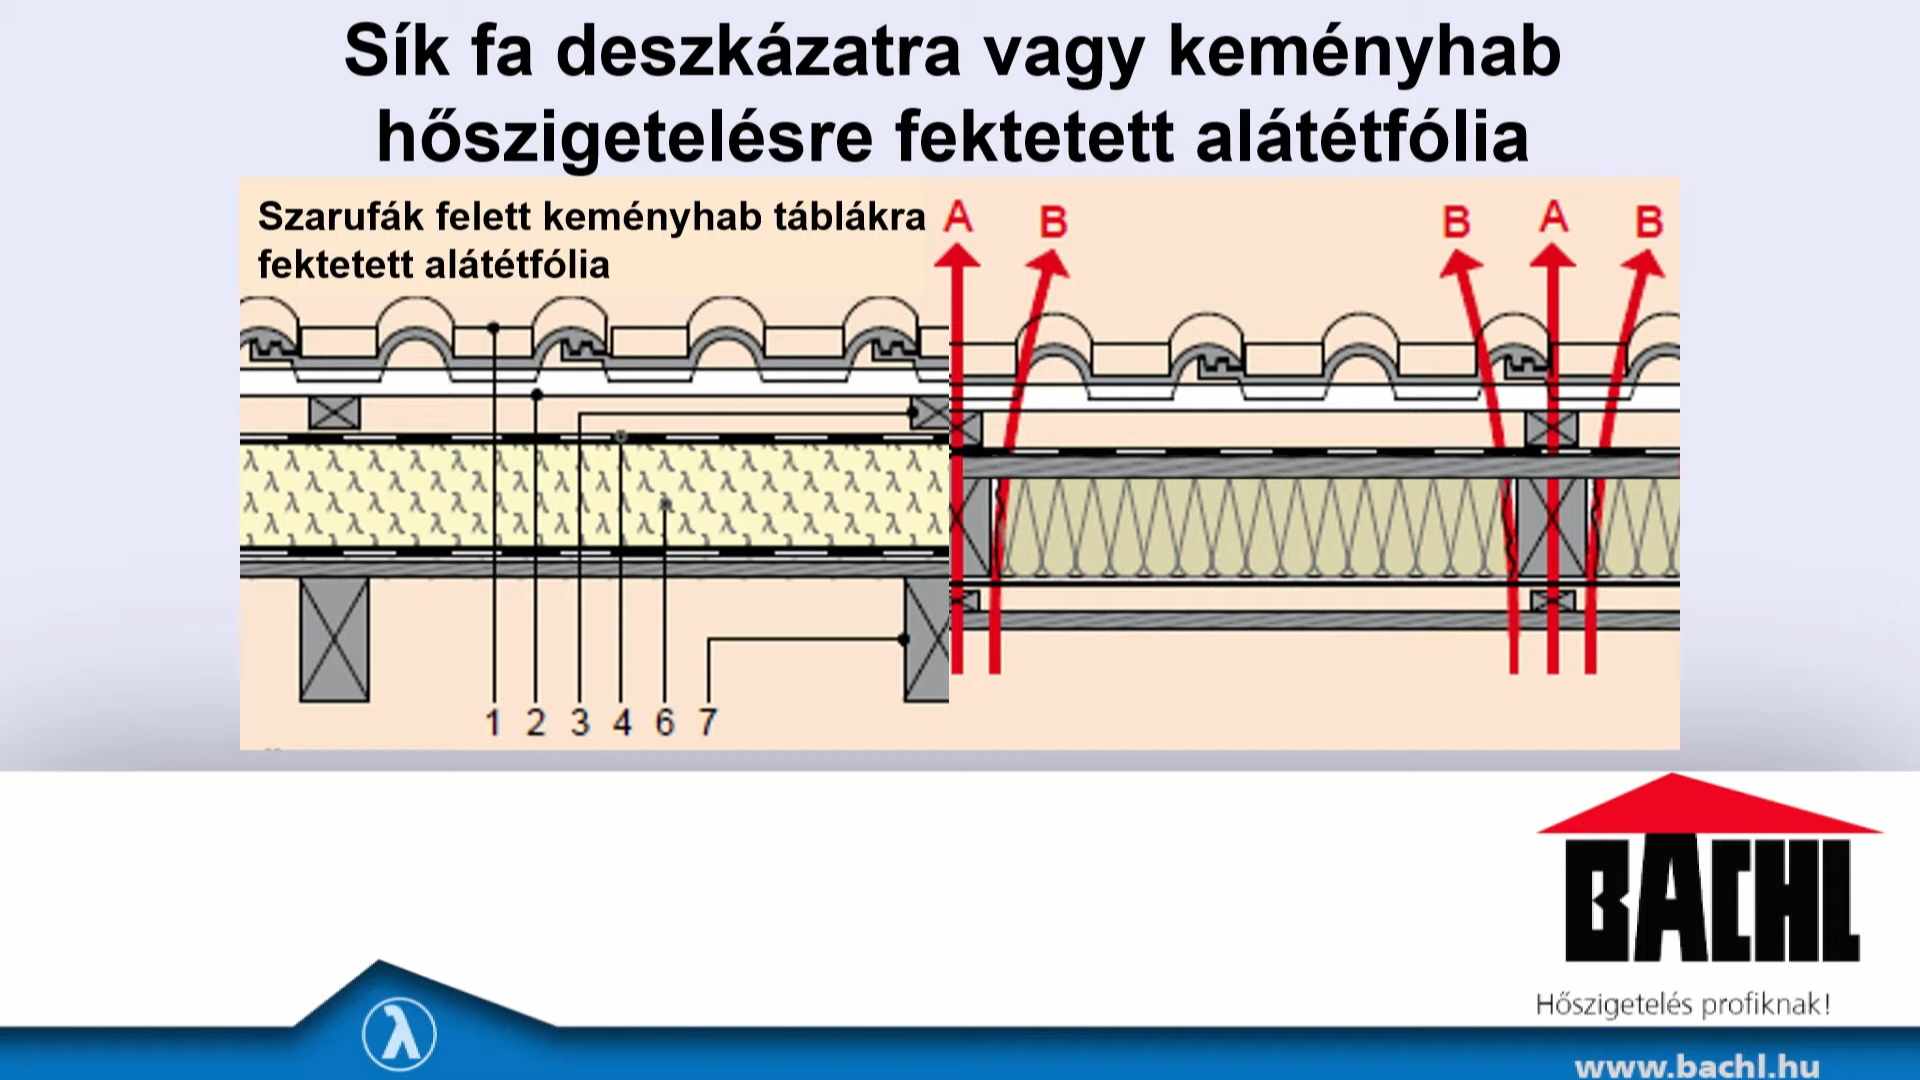 Sík fa deszkázatra vagy keményhab
hőszigetelésre fektetett alátétfólia
Szarufák felett keményhab táblákra
fektetett alátétfólia
A B B A B
1 2 3 4 6 7
BACHL
Hőszigetelés profiknak!
λ
www.bachl.hu